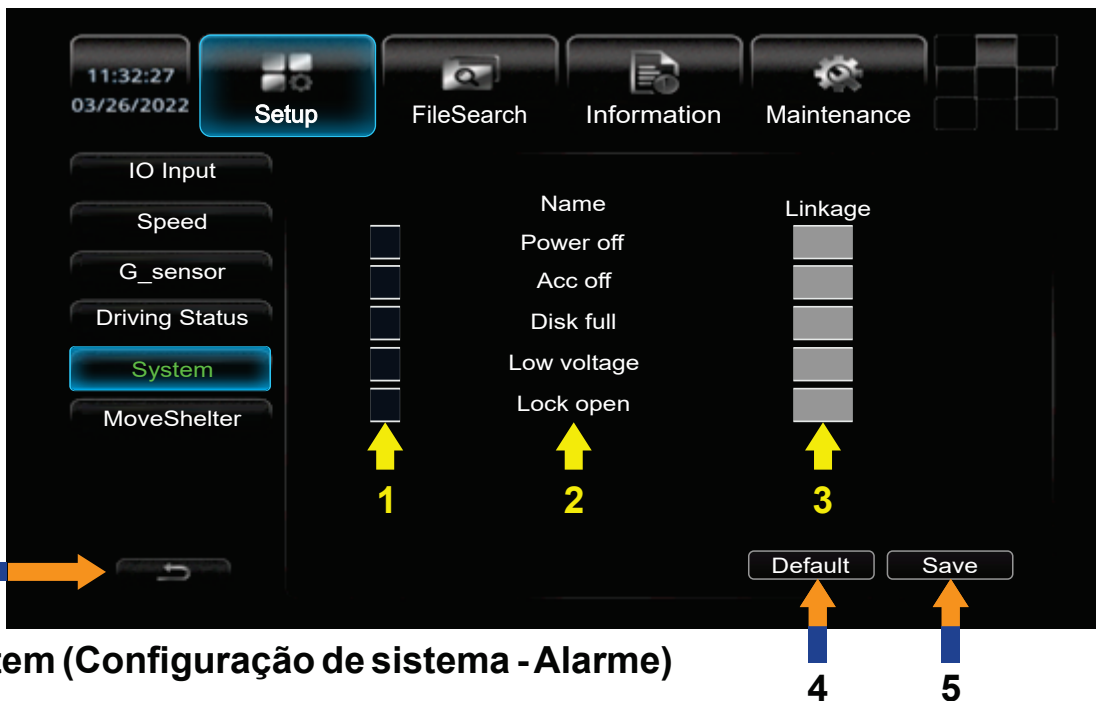 11:32:27
03/26/2022
Setup
FileSearch
Information
Maintenance
IO Input
Speed
G_sensor
Driving Status
System
MoveShelter
Name
Linkage
Power off
Acc off
Disk full
Low voltage
Lock open
1
2
3
Default
Save
(Configuração de sistema - Alarme)
4
5